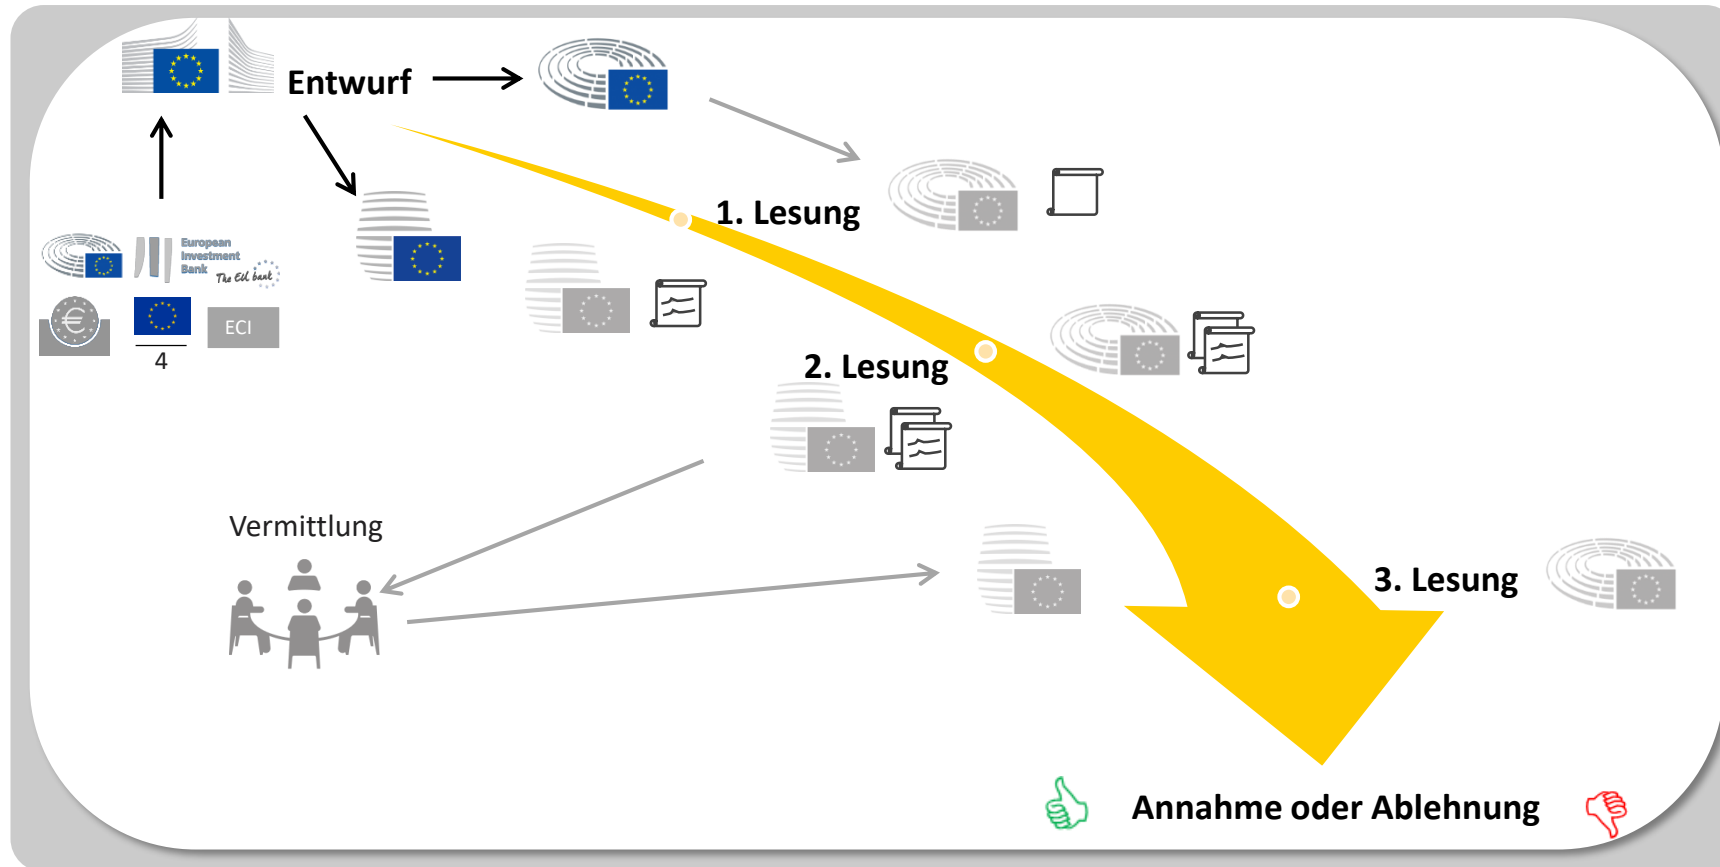 Entwurf
1. Lesung
European
Investment
Bank
The EU bank
€
ECI
4
2. Lesung
Vermittlung
3. Lesung
Annahme oder Ablehnung